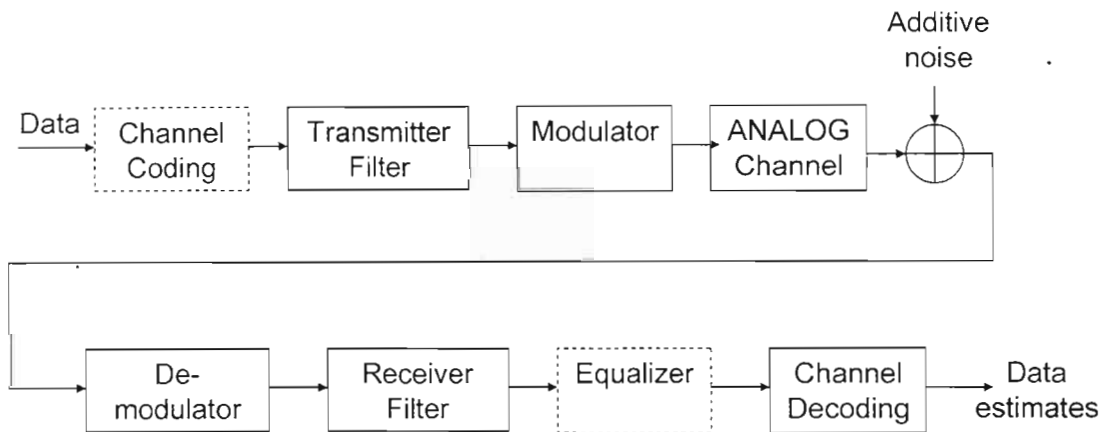 Additive
noise
Data
Channel
Coding
Transmitter
Filter
Modulator
ANALOG
Channel
De-
modulator
Receiver
Filter
Equalizer
Channel
Decoding
Data
estimates